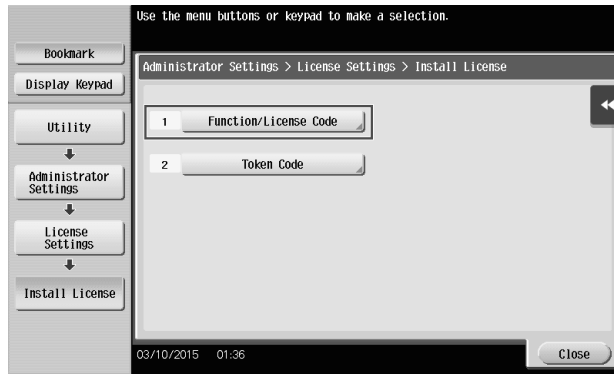 Use the menu buttons or keypad to make a selection.
Bookmark
Display Keypad
Administrator Settings > License Settings > Install License
Utility
Administrator
Settings
License
Settings
Install License
1 Function/License Code
2 Token Code
03/10/2015 01:36
Close